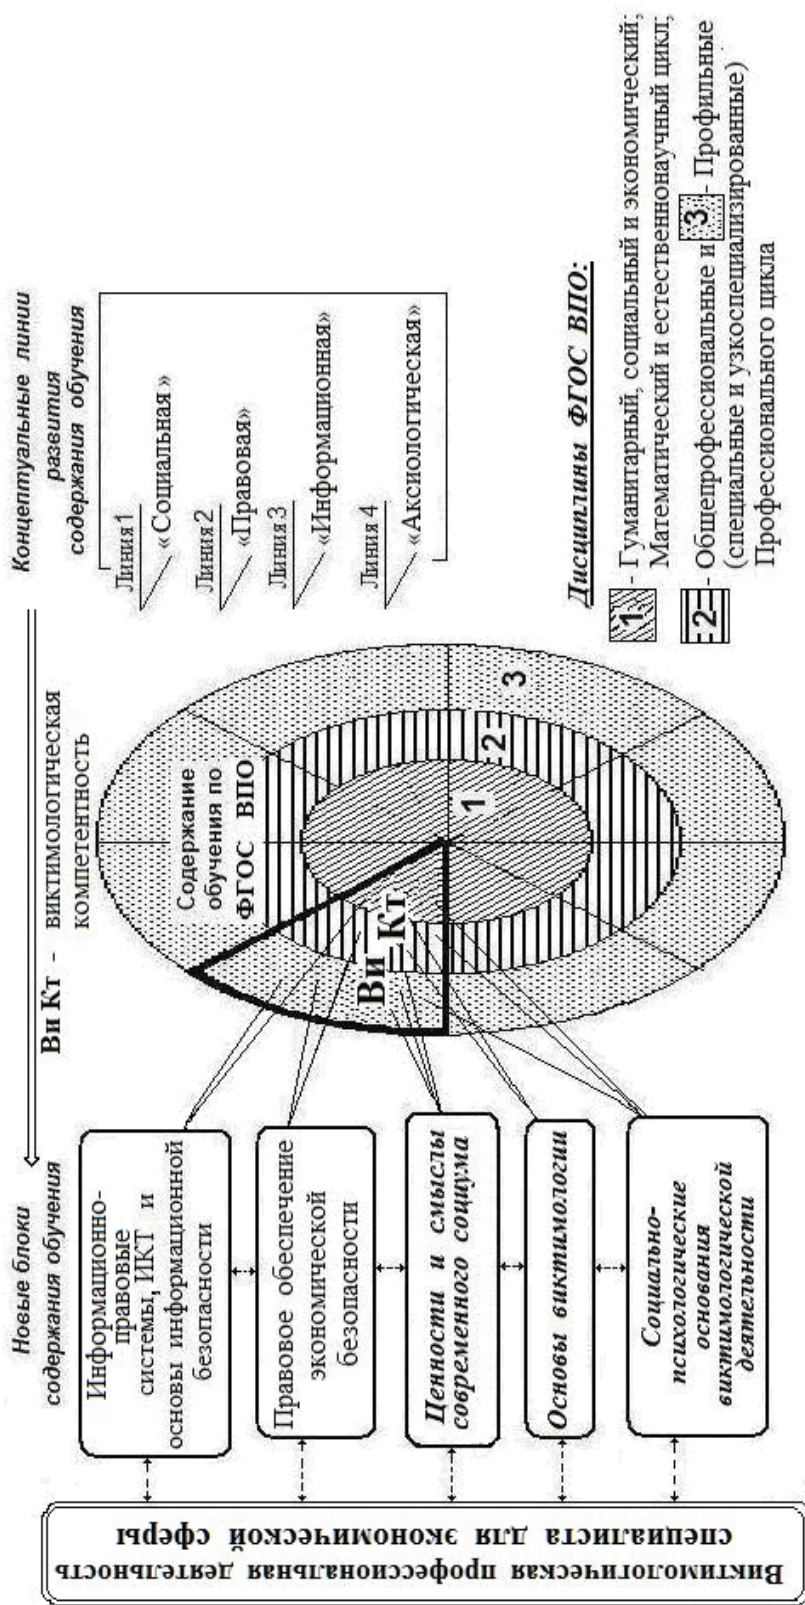 Новые блоки
содержания обучения
Ви Кт – виктимологическая
компетентность
Концептуальные линии
развития
содержания обучения
Виктимологическая профессиональная деятельность
специалиста для экономической сферы
Информационно-
правовые
системы, ИКТ и
основы информационной
безопасности
Правовое обеспечение
экономической
безопасности
Ценности и смыслы
современного социума
Основы виктимологии
Социально-
психологические
основания
виктимологической
деятельности
Содержание
обучения по
ФГОС ВПО
Ви
Кт
1
2
3
Линия 1
«Социальная»
Линия 2
«Правовая»
Линия 3
«Информационная»
Линия 4
«Аксиологическая»
Дисциплины ФГОС ВПО:
1 - Гуманитарный, социальный и экономический;
Математический и естественнонаучный цикл;
2 - Общепрофессиональные и 3 - Профильные
(специальные и узкоспециализированные)
Профессионального цикла